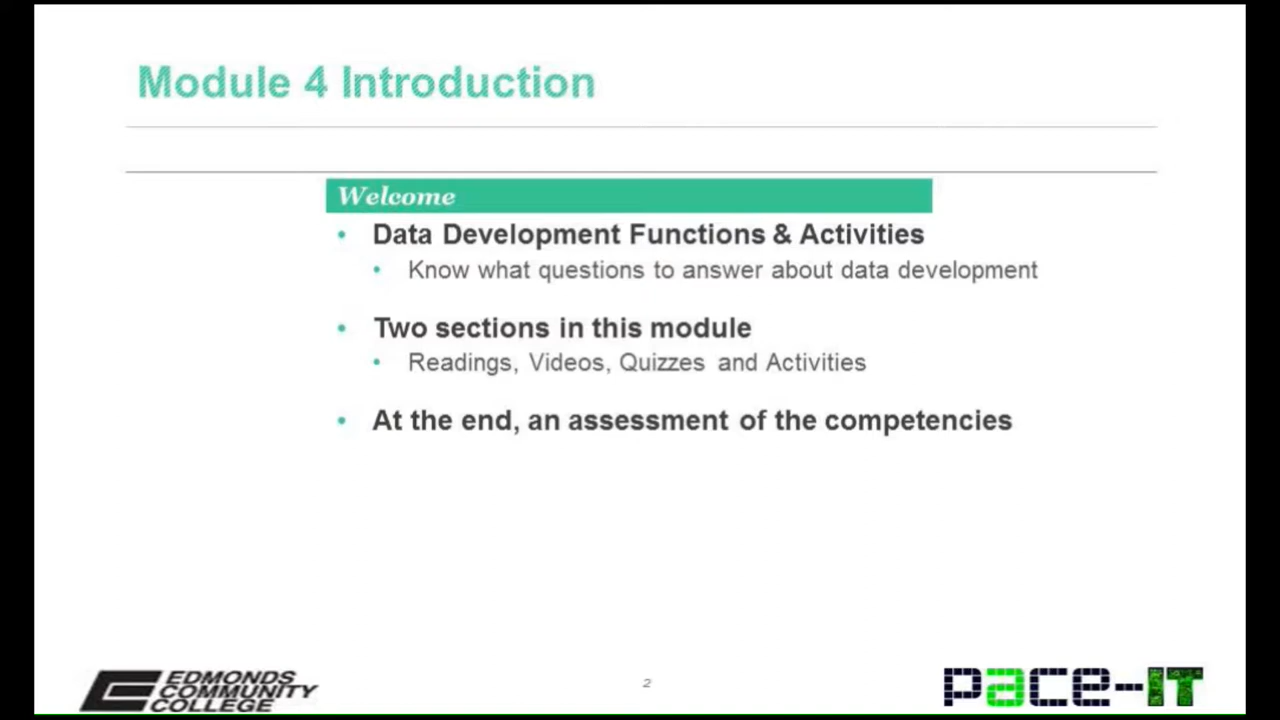 Module 4 Introduction
Welcome
• Data Development Functions & Activities
• Know what questions to answer about data development
• Two sections in this module
• Readings, Videos, Quizzes and Activities
• At the end, an assessment of the competencies
EDMONDS
COMMUNITY
COLLEGE
2
pace-IT